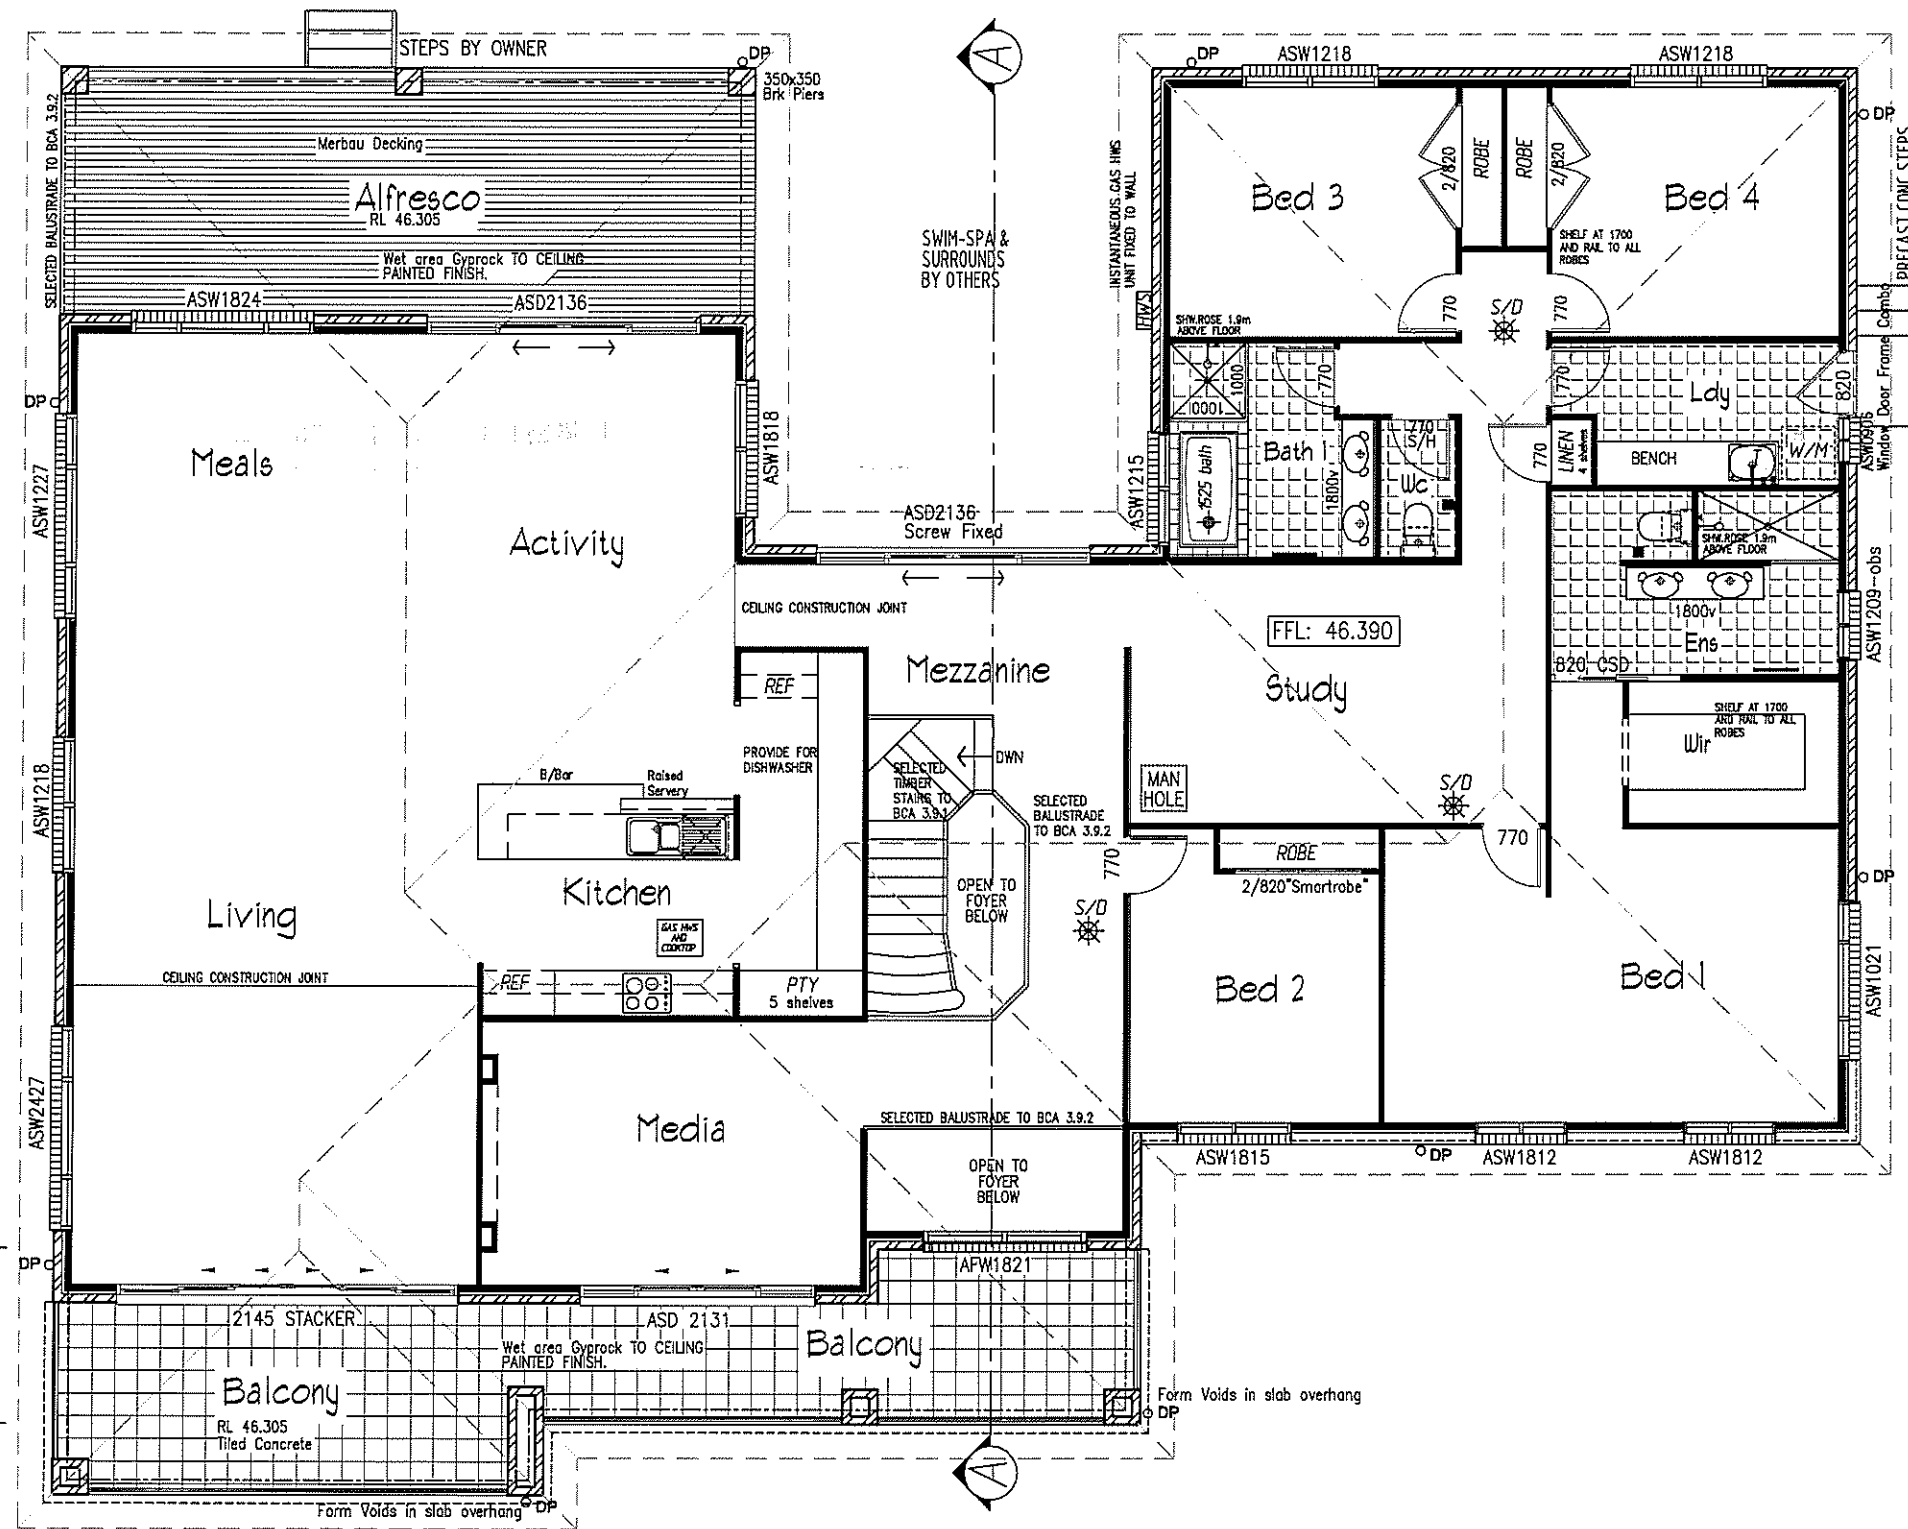 STEPS BY OWNER
DP
350x350
Brk Piers
SELECTED BALUSTRADE TO BCA 3.9.2
Merbau Decking
Alfresco
RL 46.305
Wet area Gyprock TO CEILING
PAINTED FINISH.
ASW1824
ASD2136
A
SWIM-SPA &
SURROUNDS
BY OTHERS
INSTANTANEOUS GAS HWS
UNIT FIXED TO WALL
HWS
DP
ASW1218
ASW1218
DP
PRECAST CONC STEPS
Bed 3
2/820
ROBE
ROBE
2/820
Bed 4
SHELF AT 1700
AND RAIL TO ALL
ROBES
770
S/D
770
SHW.ROSE 1.9m
ABOVE FLOOR
1000
1000
770
770
Ldy
820
Window Door Frame Combo
ASW0906
DP
Meals
ASW1227
ASW1818
Activity
ASD2136
Screw Fixed
ASW1215
1525 bath
Bath 1
1800v
770
S/H
Wc
770
LINEN
4 shelves
BENCH
W/M
SHW.ROSE 1.9m
ABOVE FLOOR
1800v
Ens
820 CSD
ASW1209-obs
CEILING CONSTRUCTION JOINT
FFL: 46.390
Mezzanine
Study
REF
SHELF AT 1700
AND RAIL TO ALL
ROBES
Wir
PROVIDE FOR
DISHWASHER
DWN
SELECTED
TIMBER
STAIRS TO
BCA 3.9.1
MAN
HOLE
S/D
B/Bar
Raised
Servery
SELECTED
BALUSTRADE
TO BCA 3.9.2
ASW1218
770
ROBE
2/820"Smartrobe"
770
DP
Kitchen
Living
OPEN TO
FOYER
BELOW
S/D
GAS HWS
AND
COOKTOP
CEILING CONSTRUCTION JOINT
REF
PTY
5 shelves
Bed 2
Bed 1
ASW1021
ASW2427
Media
SELECTED BALUSTRADE TO BCA 3.9.2
OPEN TO
FOYER
BELOW
ASW1815
DP
ASW1812
ASW1812
DP
AFW1821
2145 STACKER
ASD 2131
Wet area Gyprock TO CEILING
PAINTED FINISH.
Balcony
Balcony
RL 46.305
Tiled Concrete
Form Voids in slab overhang
DP
A
Form Voids in slab overhang
DP